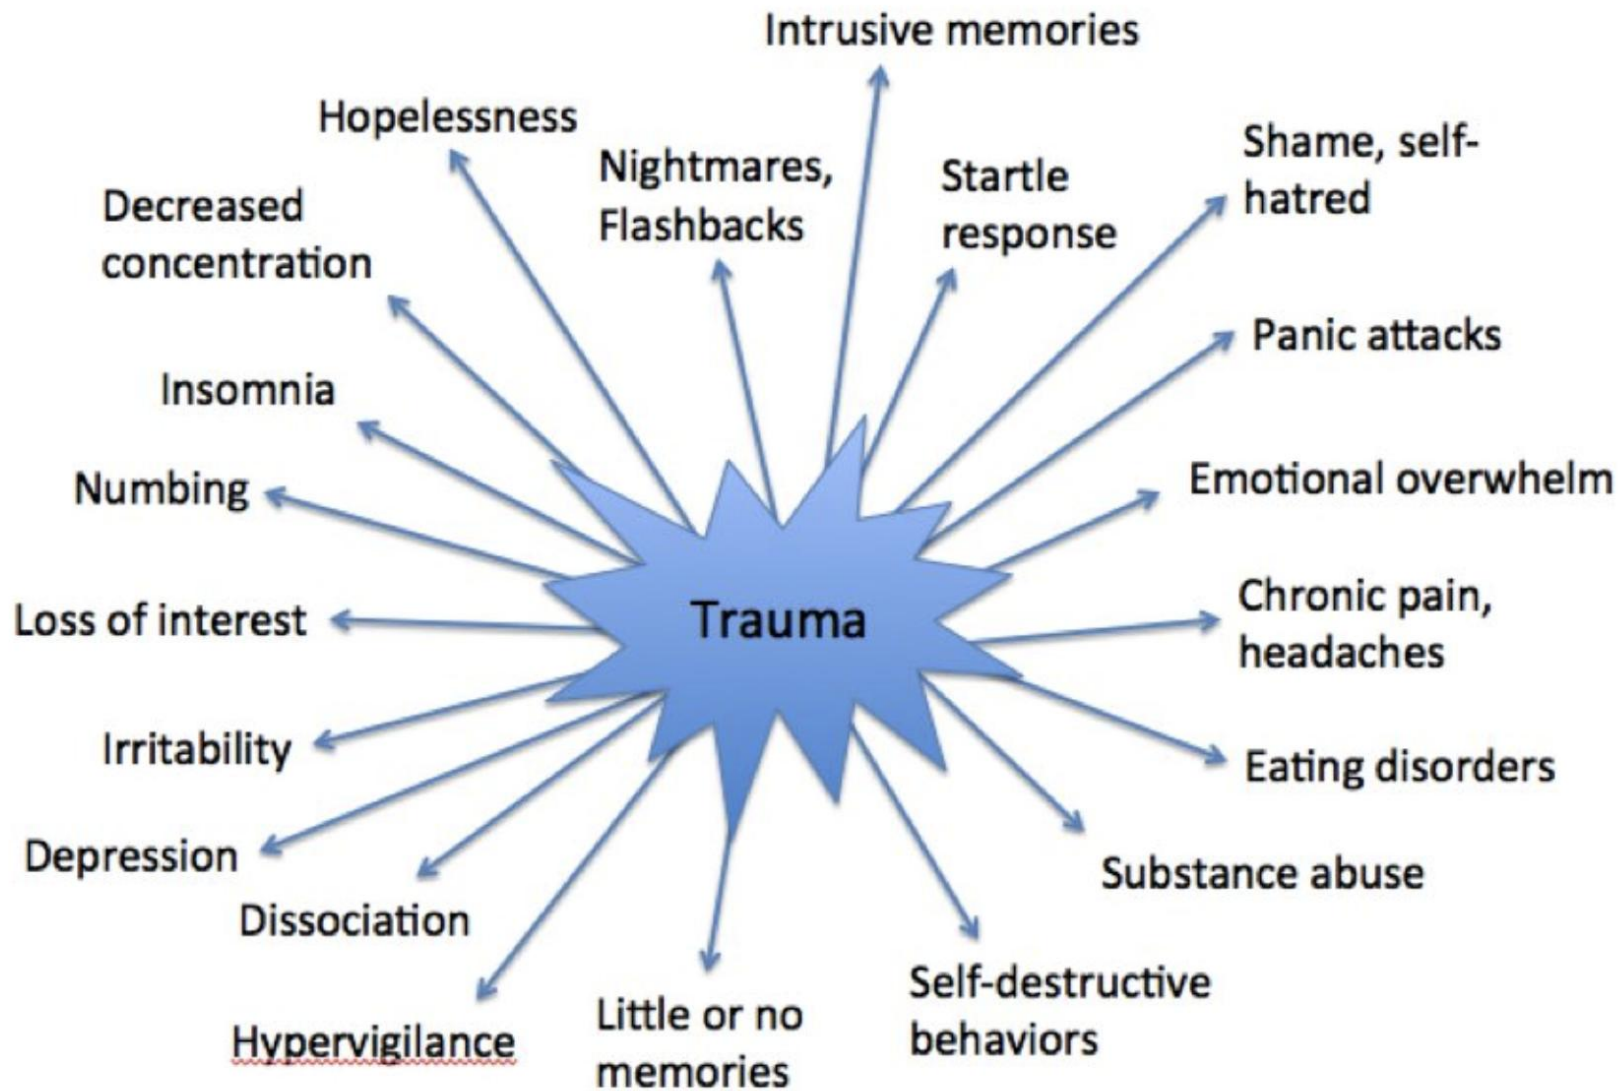 Intrusive memories
Hopelessness
Nightmares,
Flashbacks
Startle
response
Shame, self-
hatred
Decreased
concentration
Panic attacks
Insomnia
Numbing
Emotional overwhelm
Loss of interest
Trauma
Chronic pain,
headaches
Irritability
Eating disorders
Depression
Substance abuse
Dissociation
Hypervigilance
Little or no
memories
Self-destructive
behaviors